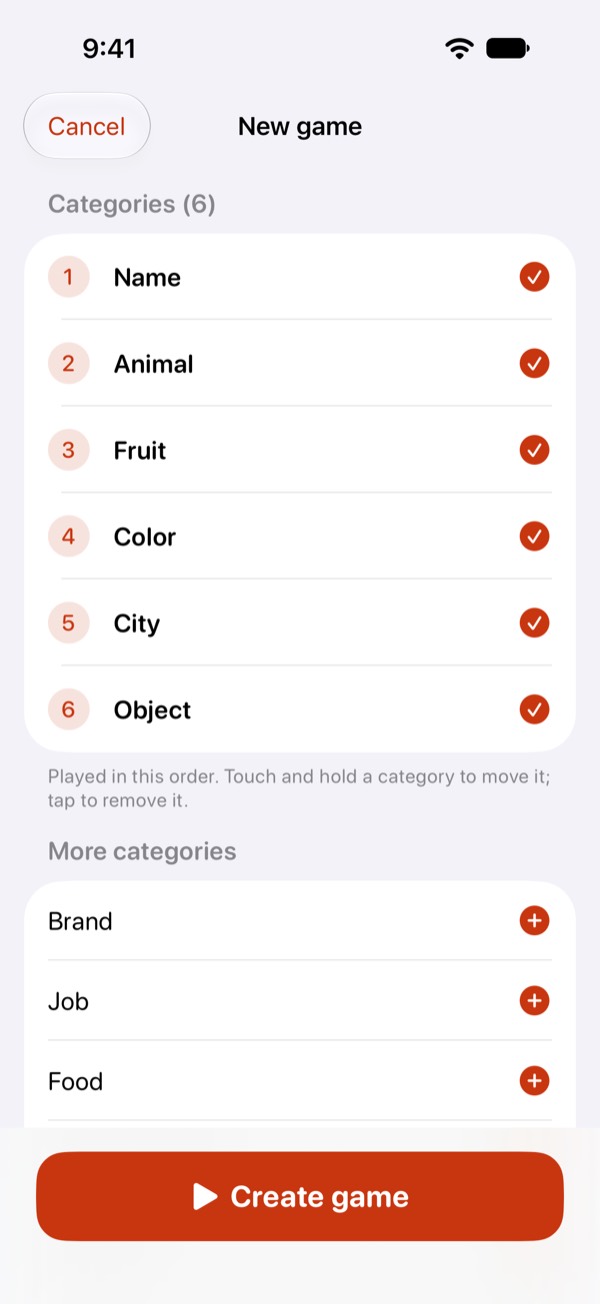 9:41
Cancel
New game
Categories (6)
1 Name
2 Animal
3 Fruit
4 Color
5 City
6 Object
Played in this order. Touch and hold a category to move it;
tap to remove it.
More categories
Brand
Job
Food
Create game